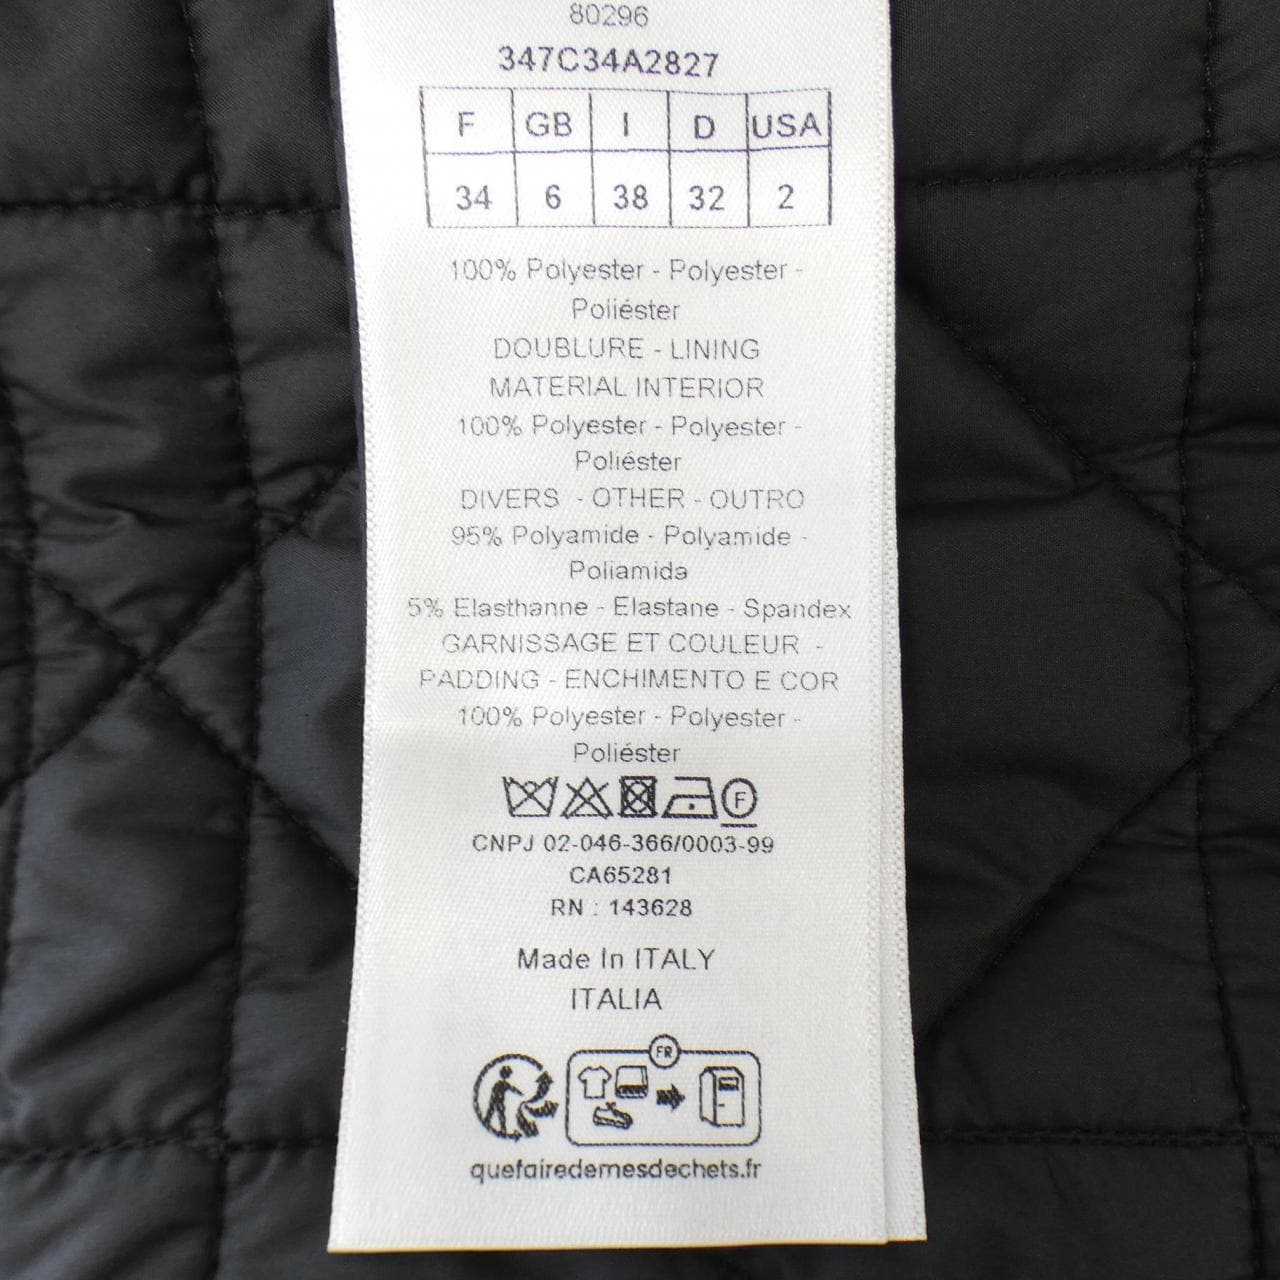 80296
347C34A2827
F GB I D USA
34 6 38 32 2
100% Polyester - Polyester -
Poliéster
DOUBLURE - LINING
MATERIAL INTERIOR
100% Polyester - Polyester -
Poliéster
DIVERS - OTHER - OUTRO
95% Polyamide - Polyamide -
Poliamida
5% Elasthanne - Elastane - Spandex
GARNISSAGE ET COULEUR -
PADDING - ENCHIMENTO E COR
100% Polyester - Polyester -
Poliéster
F
CNPJ 02-046-366/0003-99
CA65281
RN : 143628
Made In ITALY
ITALIA
FR
quefairedemesdechets.fr